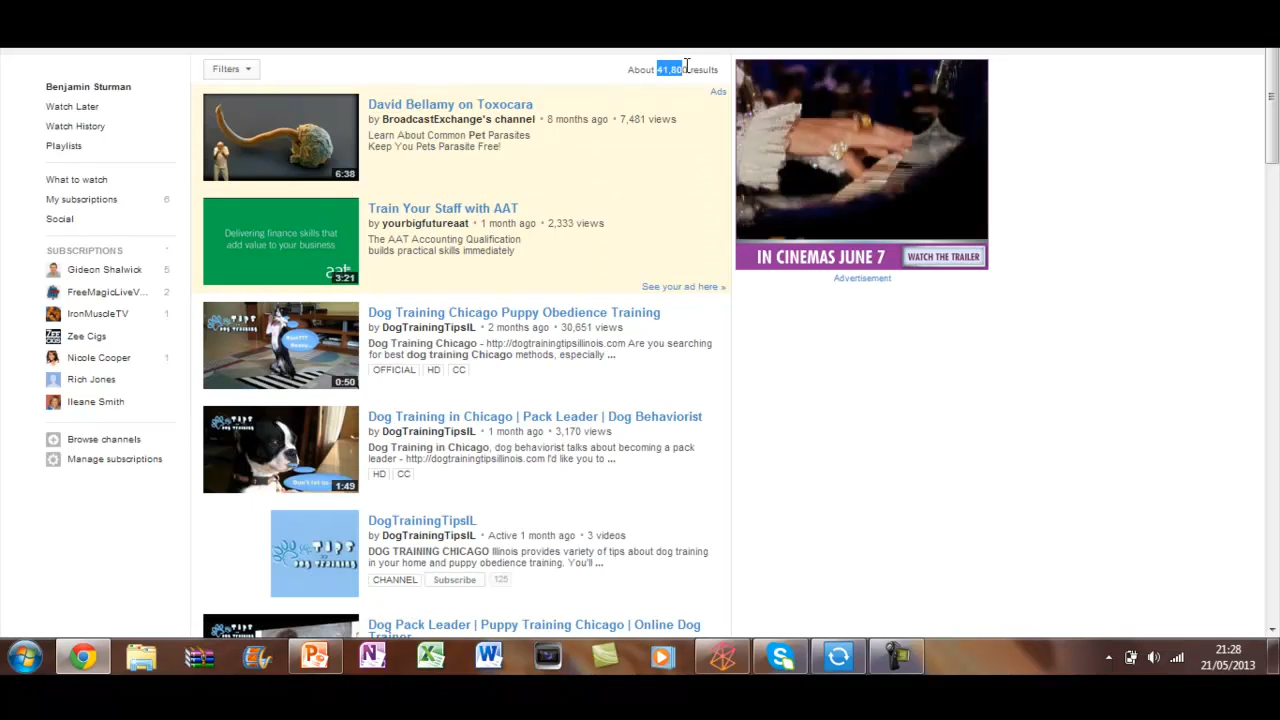 Filters
About 41,800 results
Benjamin Sturman
Watch Later
Watch History
Playlists
What to watch
My subscriptions 6
Social
SUBSCRIPTIONS
Gideon Shalwick 5
FreeMagicLiveV... 2
IronMuscleTV 1
Zee Cigs
Nicole Cooper 1
Rich Jones
Ileane Smith
Browse channels
Manage subscriptions
Ads
David Bellamy on Toxocara
by BroadcastExchange's channel • 8 months ago • 7,481 views
Learn About Common Pet Parasites
Keep You Pets Parasite Free!
6:38
Train Your Staff with AAT
by yourbigfutureaat • 1 month ago • 2,333 views
The AAT Accounting Qualification
builds practical skills immediately
Delivering finance skills that
add value to your business
aat
3:21
See your ad here »
Dog Training Chicago Puppy Obedience Training
by DogTrainingTipsIL • 2 months ago • 30,651 views
Dog Training Chicago - http://dogtrainingtipsillinois.com Are you searching
for best dog training Chicago methods, especially ...
OFFICIAL HD CC
TIPS
DOG TRAINING
0:50
Dog Training in Chicago | Pack Leader | Dog Behaviorist
by DogTrainingTipsIL • 1 month ago • 3,170 views
Dog Training in Chicago, dog behaviorist talks about becoming a pack
leader - http://dogtrainingtipsillinois.com I'd like you to ...
HD CC
TIPS
DOG TRAINING
1:49
DogTrainingTipsIL
by DogTrainingTipsIL • Active 1 month ago • 3 videos
DOG TRAINING CHICAGO Illinois provides variety of tips about dog training
in your home and puppy obedience training. You'll ...
CHANNEL Subscribe 125
TIPS
DOG TRAINING
Dog Pack Leader | Puppy Training Chicago | Online Dog
Trainer
TIPS
IN CINEMAS JUNE 7 WATCH THE TRAILER
Advertisement
21:28
21/05/2013